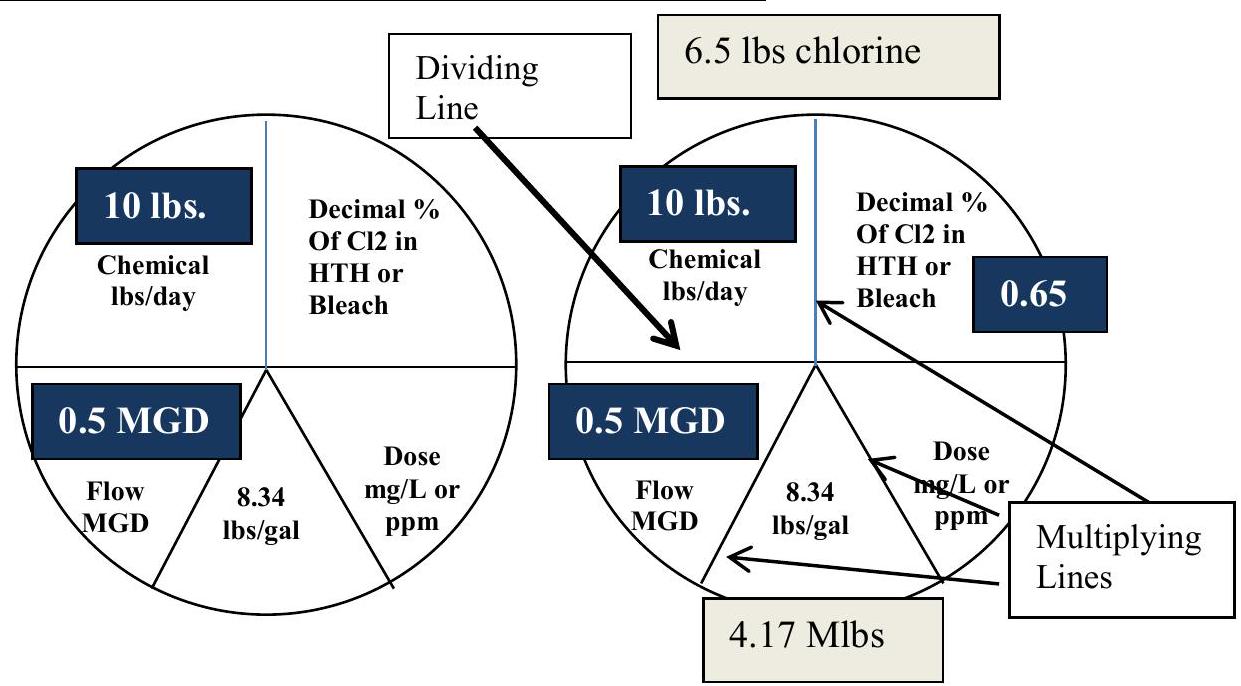 6.5 lbs chlorine
Dividing
Line
10 lbs.
Chemical
lbs/day
Decimal %
Of Cl2 in
HTH or
Bleach
0.5 MGD
Flow
MGD
8.34
lbs/gal
Dose
mg/L or
ppm
10 lbs.
Chemical
lbs/day
Decimal %
Of Cl2 in
HTH or
Bleach
0.65
0.5 MGD
Flow
MGD
8.34
lbs/gal
Dose
mg/L or
ppm
Multiplying
Lines
4.17 Mlbs